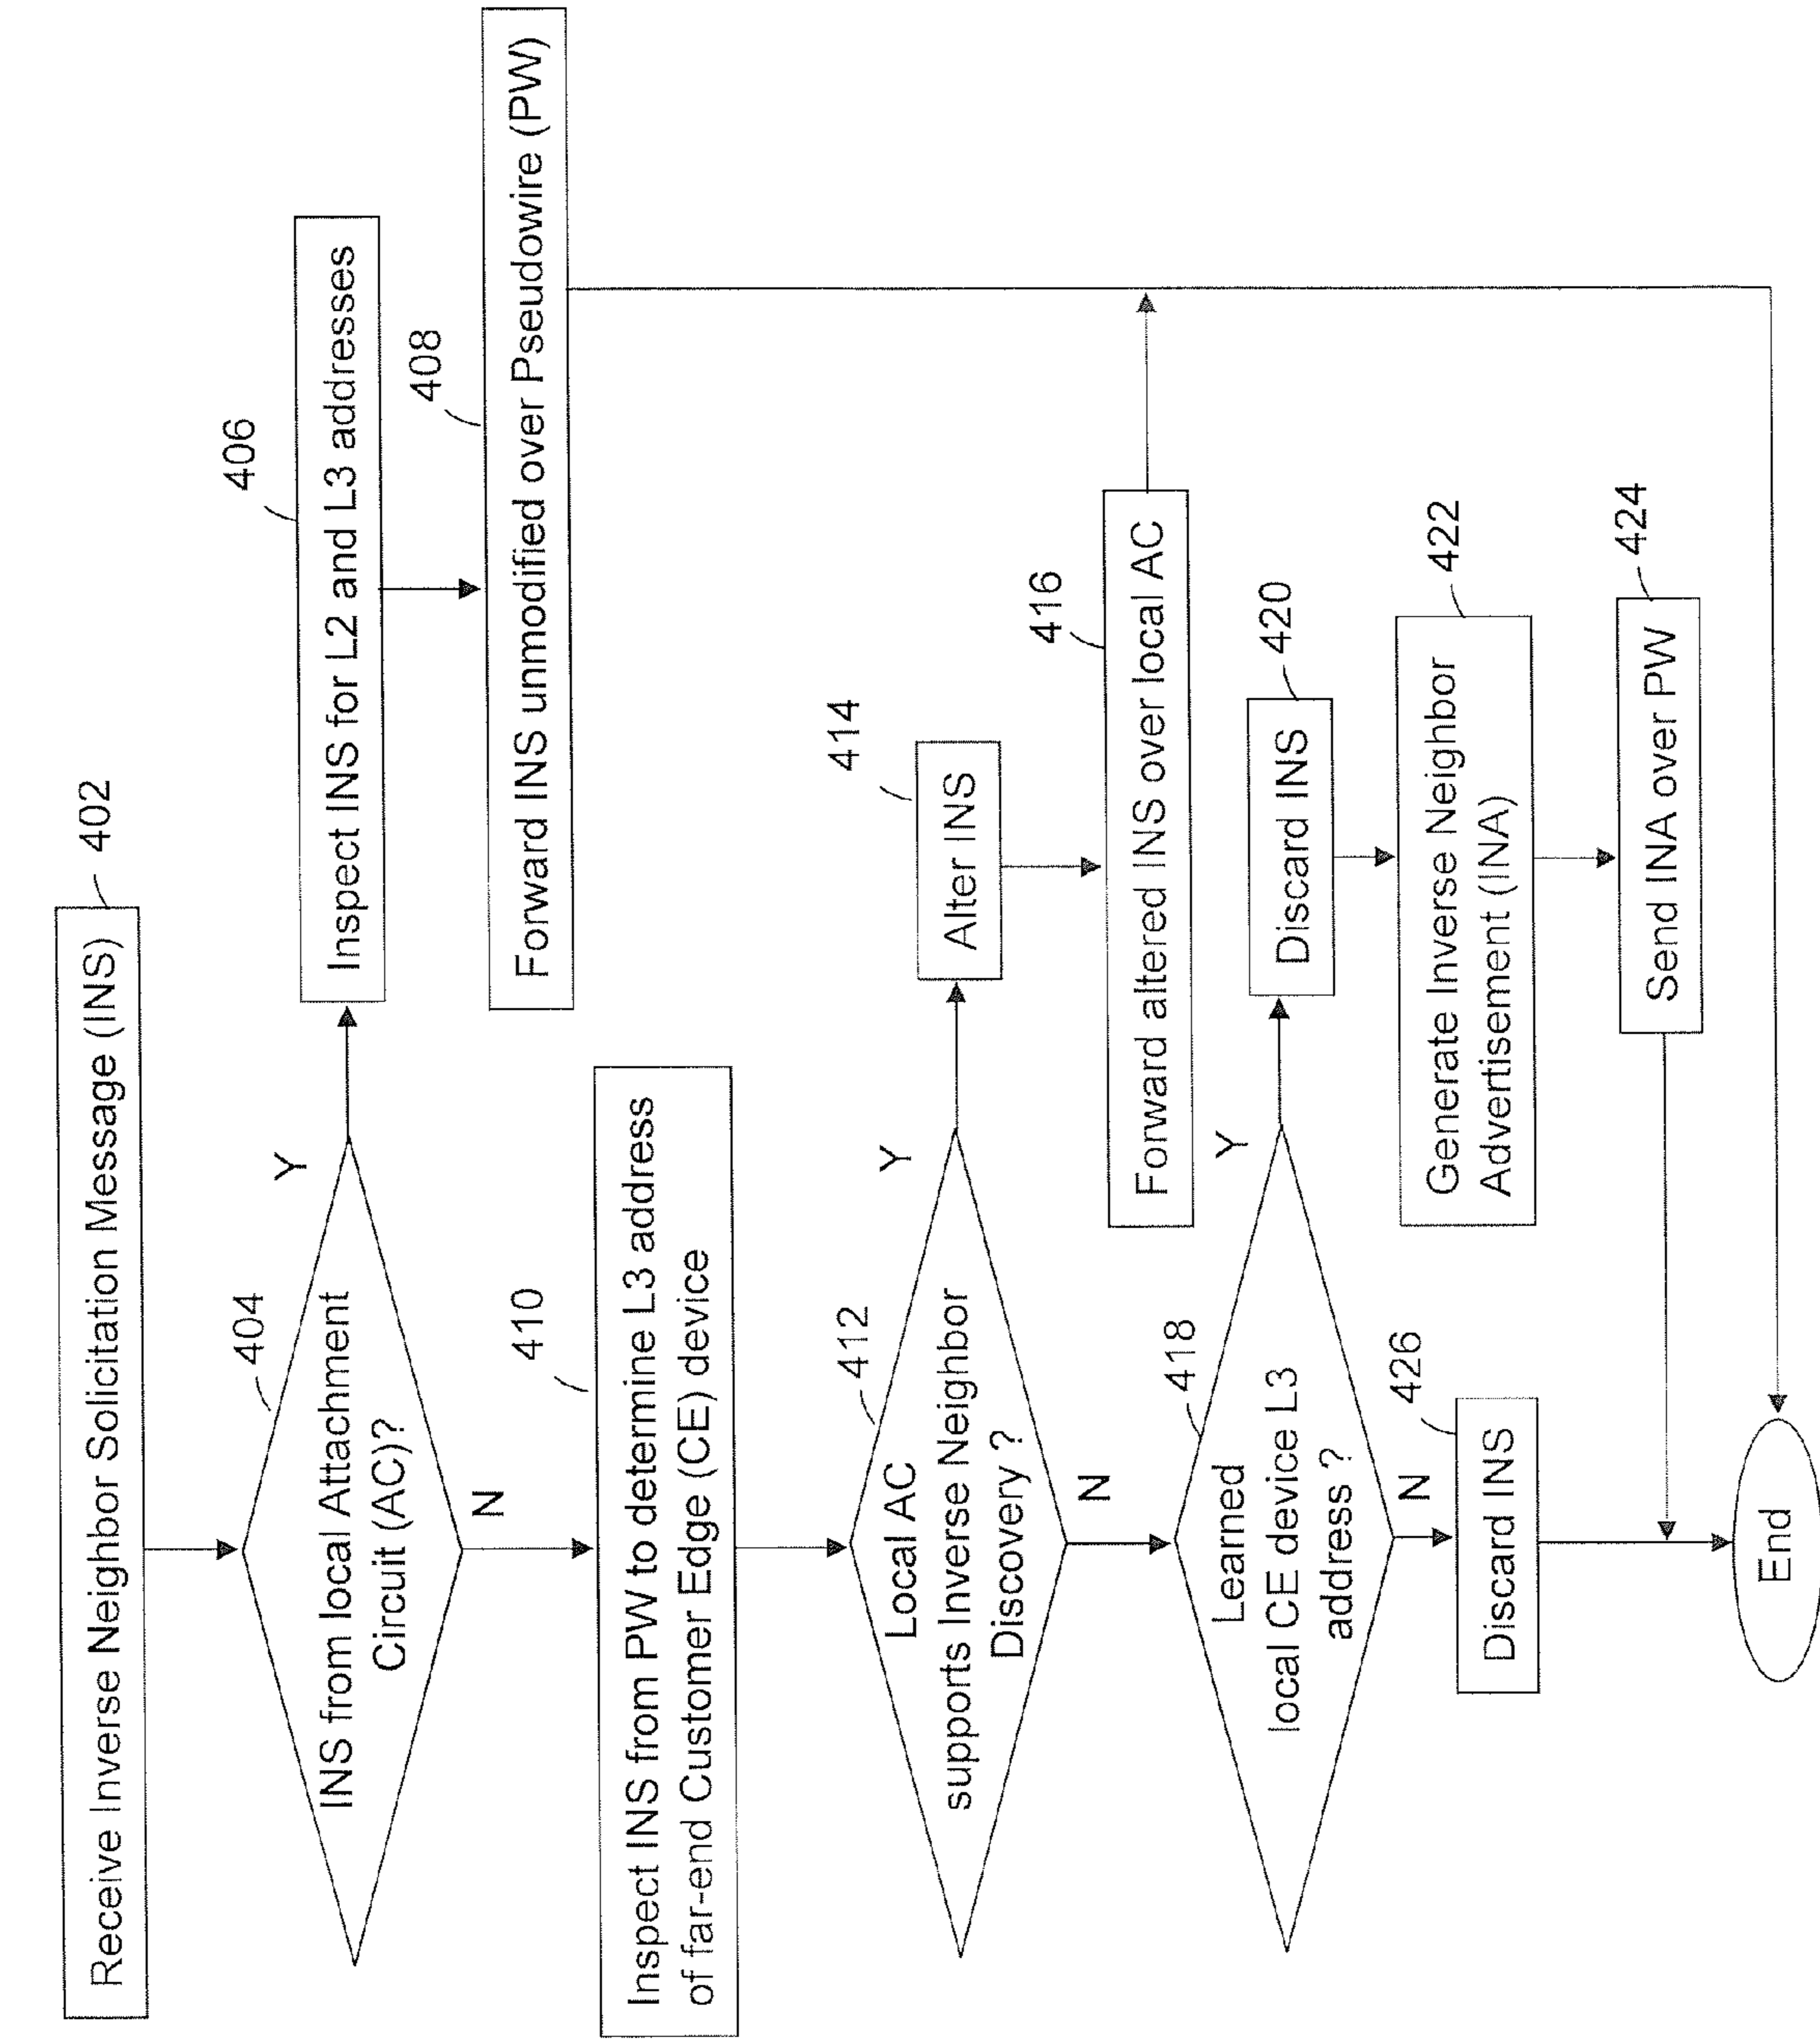 Receive Inverse Neighbor Solicitation Message (INS)
402
404
INS from local Attachment
Circuit (AC)?
Y
N
406
Inspect INS for L2 and L3 addresses
408
Forward INS unmodified over Pseudowire (PW)
410
Inspect INS from PW to determine L3 address
of far-end Customer Edge (CE) device
412
Local AC
supports Inverse Neighbor
Discovery ?
Y
N
414
Alter INS
416
Forward altered INS over local AC
418
Learned
local CE device L3
address ?
Y
N
420
Discard INS
422
Generate Inverse Neighbor
Advertisement (INA)
424
Send INA over PW
426
Discard INS
End